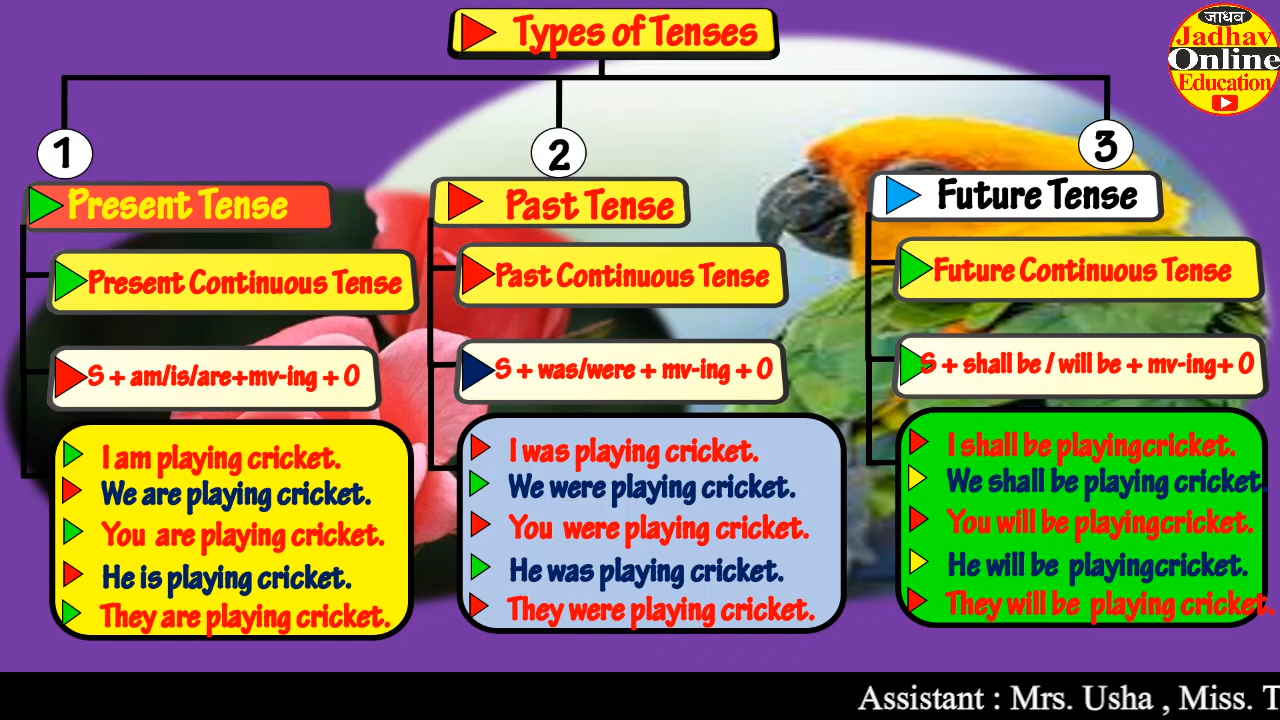 Types of Tenses
जाधव
Jadhav
Online
Education
1
2
3
Present Tense
Past Tense
Future Tense
Present Continuous Tense
Past Continuous Tense
Future Continuous Tense
S + am/is/are+mv-ing + O
S + was/were + mv-ing + O
S + shall be / will be + mv-ing+ O
I am playing cricket.
We are playing cricket.
You are playing cricket.
He is playing cricket.
They are playing cricket.
I was playing cricket.
We were playing cricket.
You were playing cricket.
He was playing cricket.
They were playing cricket.
I shall be playingcricket.
We shall be playing cricket.
You will be playingcricket.
He will be playingcricket.
They will be playing cricket.
Assistant : Mrs. Usha , Miss. T